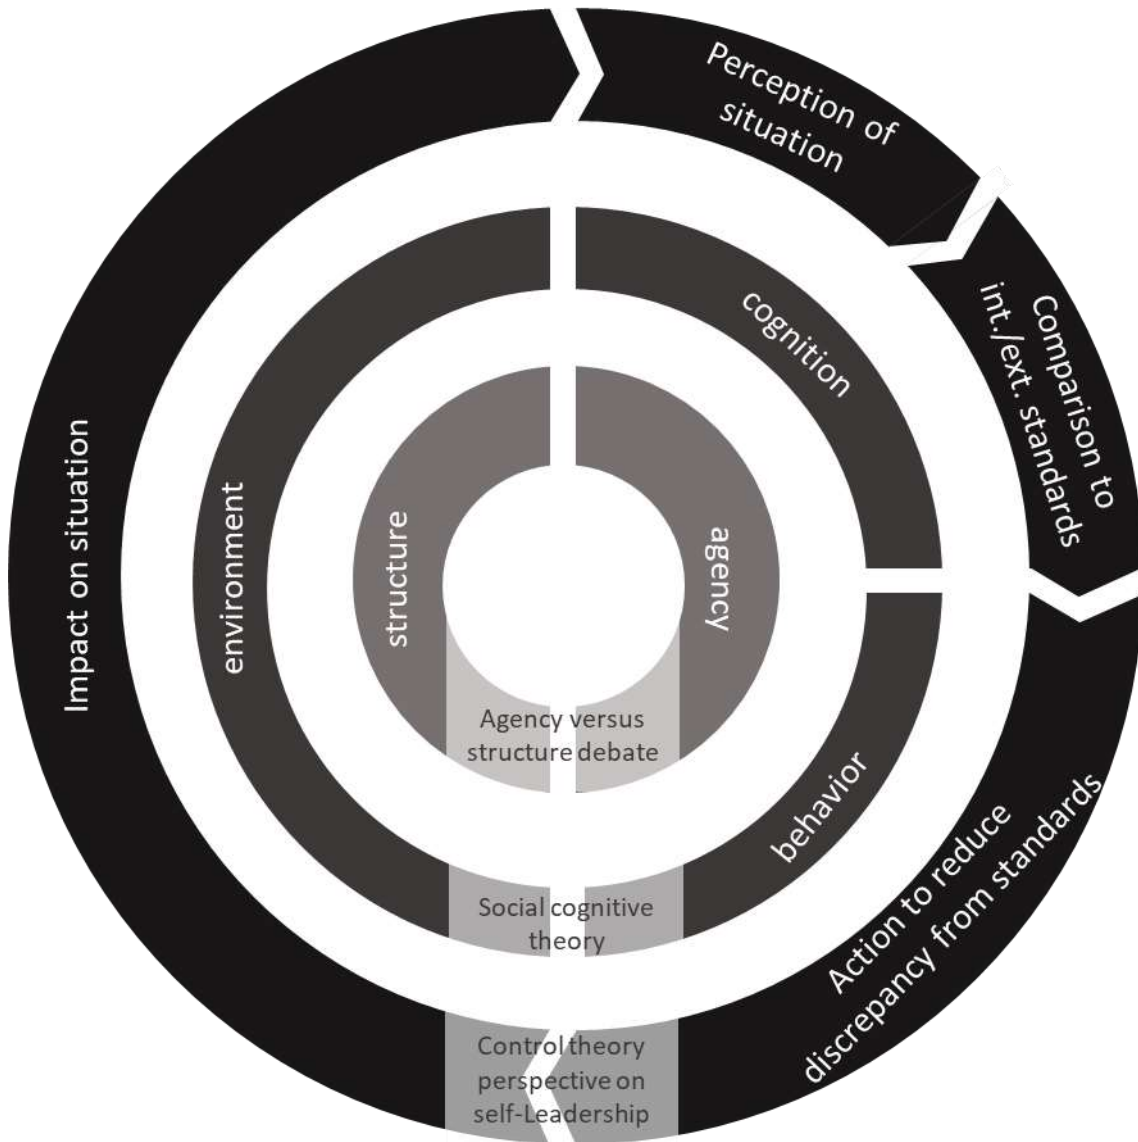 Perception of
situation
Comparison to
int./ext. standards
Action to reduce
discrepancy from standards
Impact on situation
cognition
behavior
environment
structure
agency
Agency versus
structure debate
Social cognitive
theory
Control theory
perspective on
self-Leadership